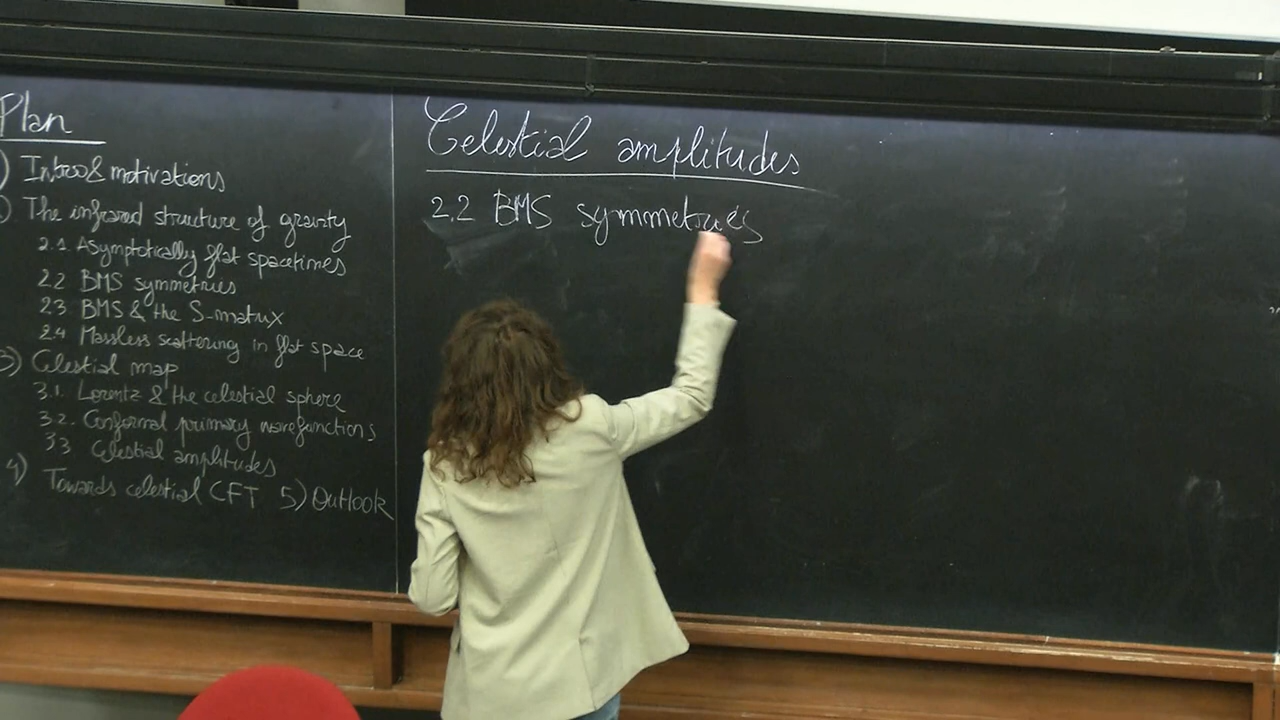 Plan
) Intro & motivations
) The infrared structure of gravity
2.1 Asymptotically flat spacetimes
2.2 BMS symmetries
2.3 BMS & the S-matrix
2.4 Massless scattering in flat space
3) Celestial map
3.1. Lorentz & the celestial sphere
3.2. Conformal primary wavefunctions
3.3 Celestial amplitudes
4) Towards celestial CFT 5) Outlook
Celestial amplitudes
2.2 BMS symmetries